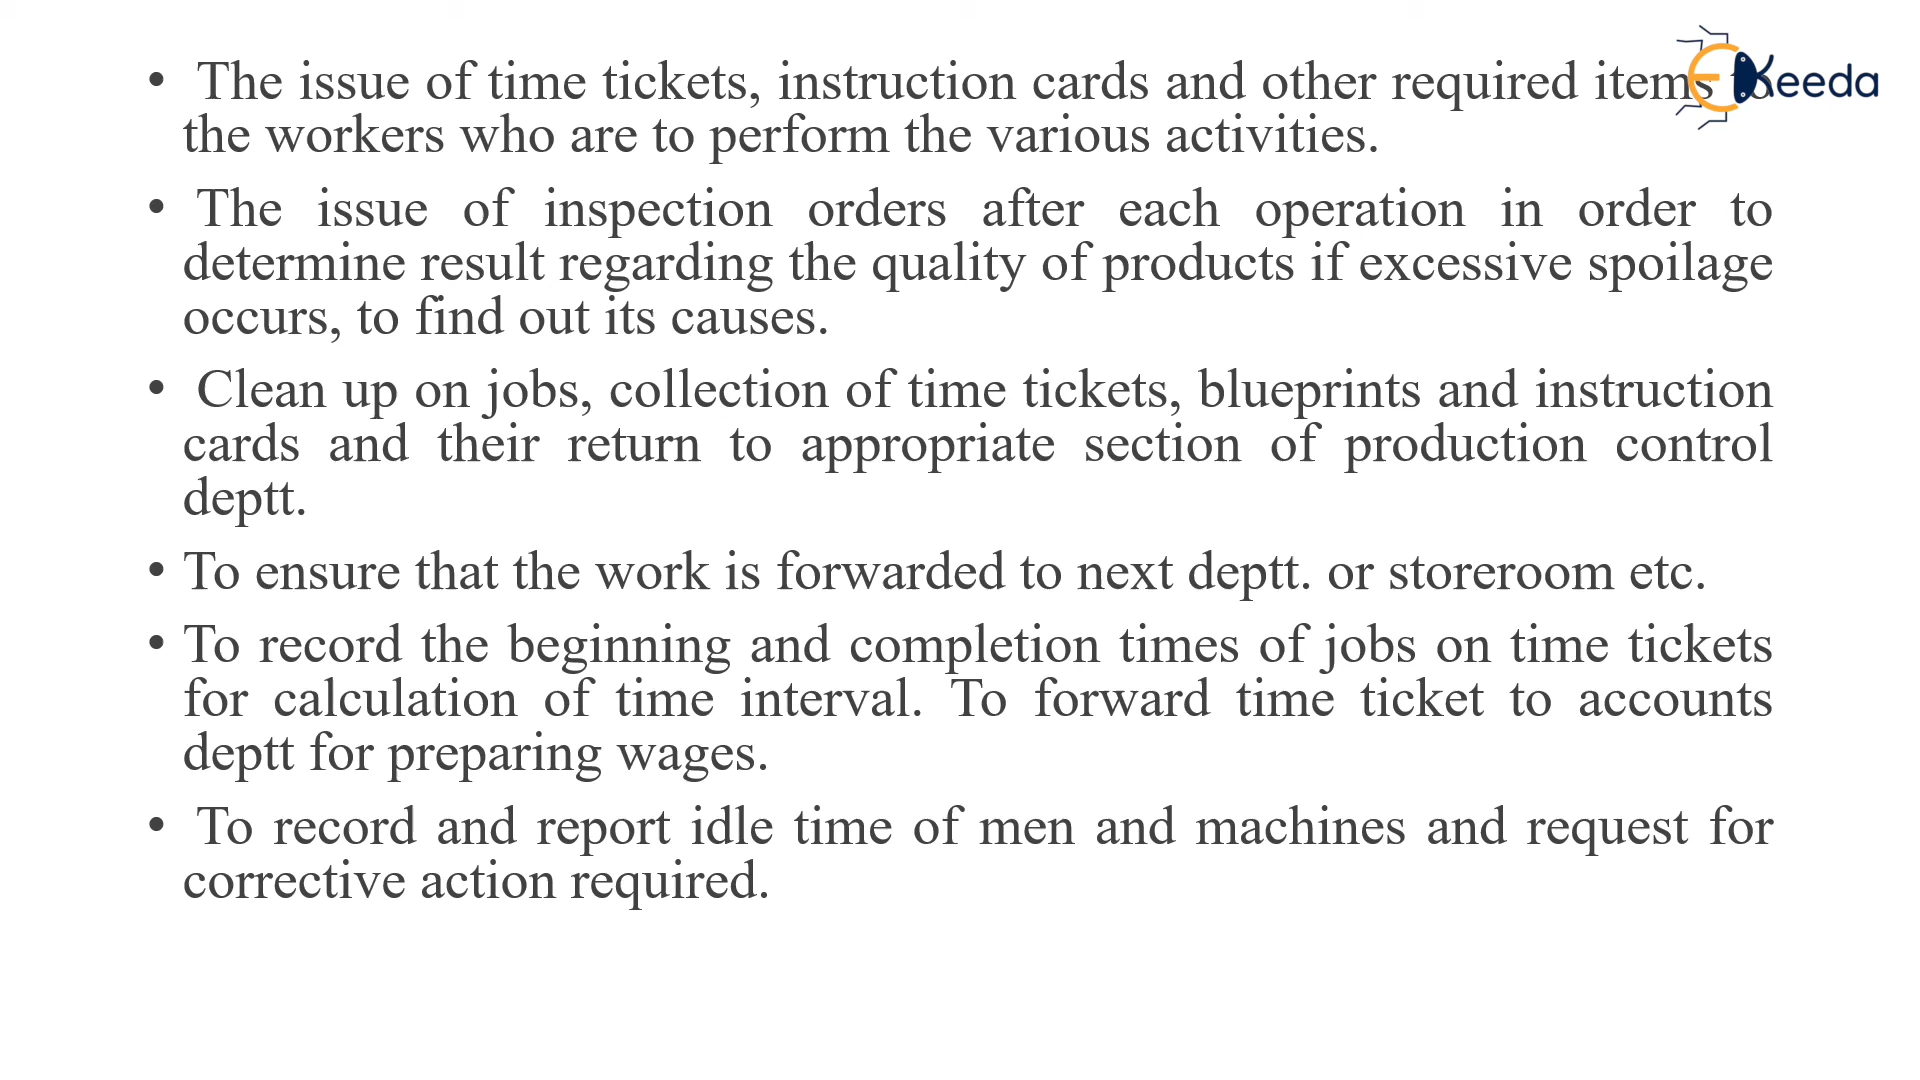 • The issue of time tickets, instruction cards and other required items to
the workers who are to perform the various activities.
• The issue of inspection orders after each operation in order to
determine result regarding the quality of products if excessive spoilage
occurs, to find out its causes.
• Clean up on jobs, collection of time tickets, blueprints and instruction
cards and their return to appropriate section of production control
deptt.
• To ensure that the work is forwarded to next deptt. or storeroom etc.
• To record the beginning and completion times of jobs on time tickets
for calculation of time interval. To forward time ticket to accounts
deptt for preparing wages.
• To record and report idle time of men and machines and request for
corrective action required.
EKeeda